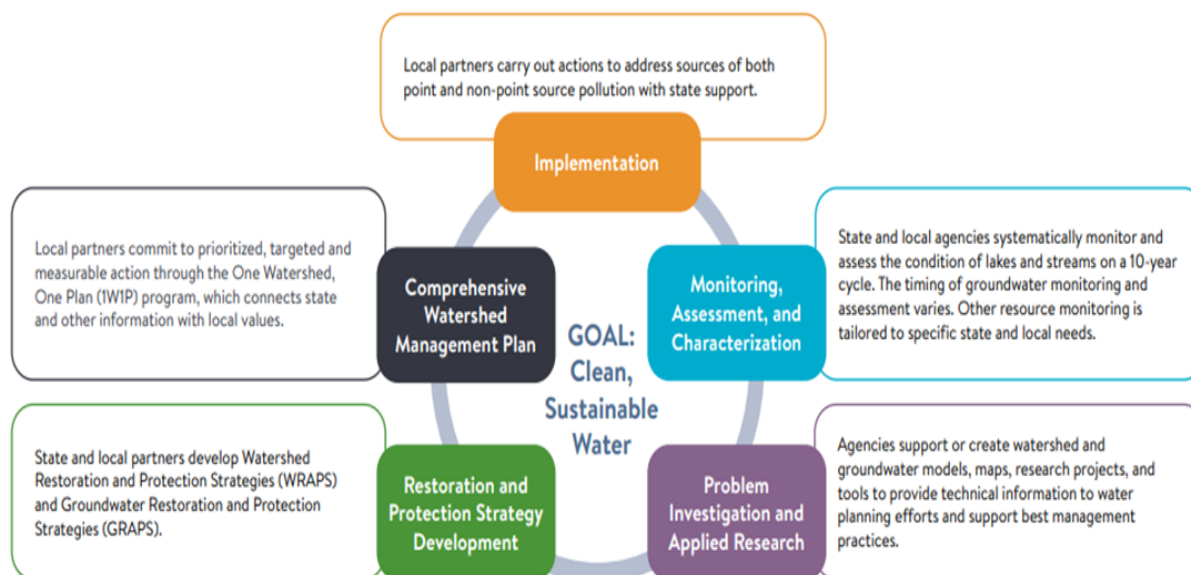 Local partners carry out actions to address sources of both
point and non-point source pollution with state support.
Implementation
Local partners commit to prioritized, targeted and
measurable action through the One Watershed,
One Plan (1W1P) program, which connects state
and other information with local values.
Comprehensive
Watershed
Management Plan
GOAL:
Clean,
Sustainable
Water
Monitoring,
Assessment, and
Characterization
State and local agencies systematically monitor and
assess the condition of lakes and streams on a 10-year
cycle. The timing of groundwater monitoring and
assessment varies. Other resource monitoring is
tailored to specific state and local needs.
State and local partners develop Watershed
Restoration and Protection Strategies (WRAPS)
and Groundwater Restoration and Protection
Strategies (GRAPS).
Restoration and
Protection Strategy
Development
Problem
Investigation and
Applied Research
Agencies support or create watershed and
groundwater models, maps, research projects, and
tools to provide technical information to water
planning efforts and support best management
practices.